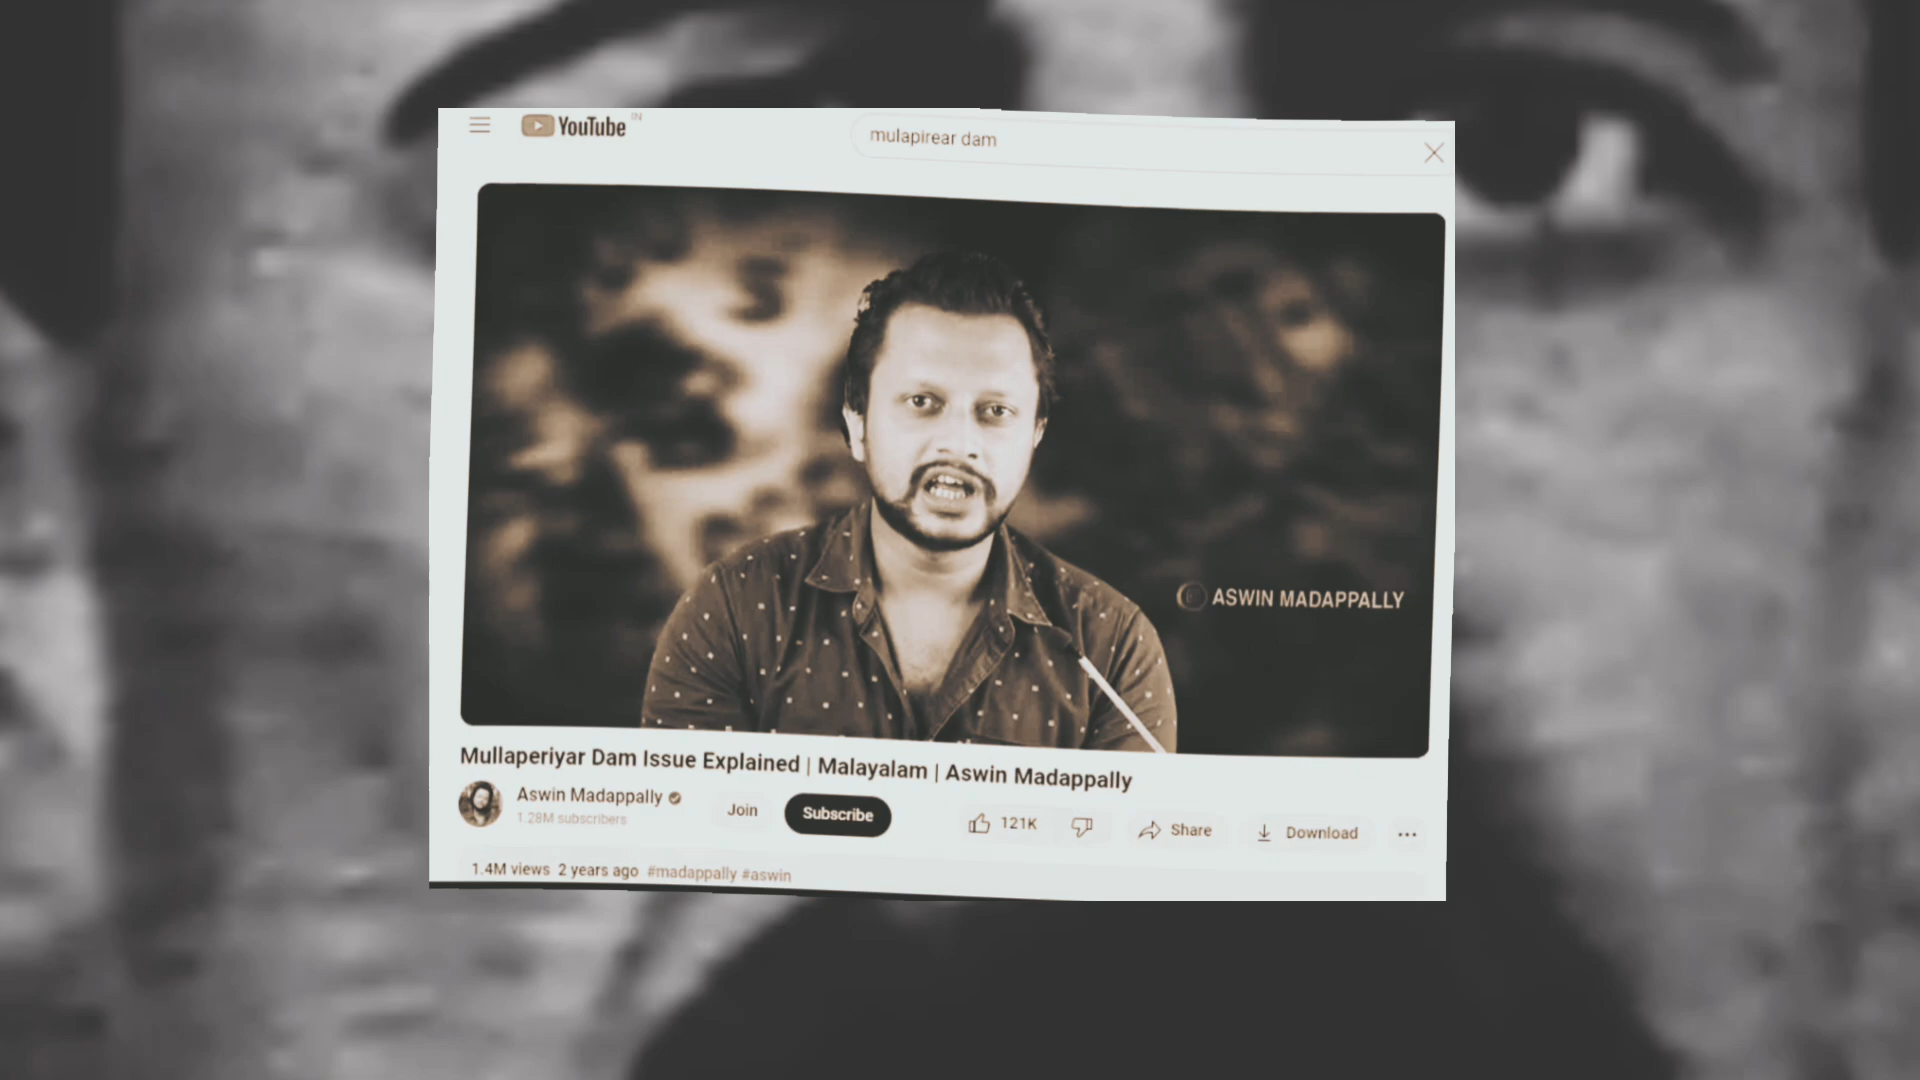 YouTube IN
mulapirear dam
ASWIN MADAPPALLY
Mullaperiyar Dam Issue Explained | Malayalam | Aswin Madappally
Aswin Madappally
1.28M subscribers
Join
Subscribe
121K
Share
Download
1.4M views 2 years ago #madappally #aswin